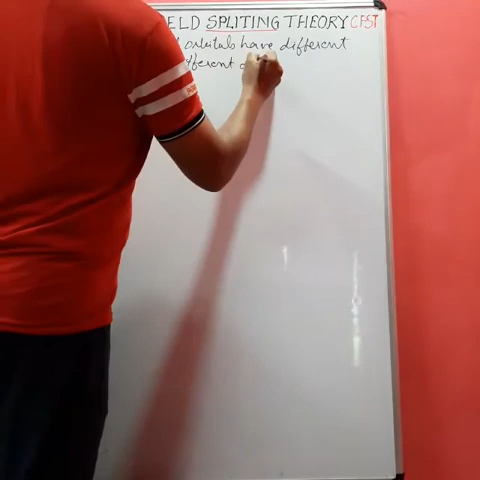 ELD SPLITING THEORY CFST
orbitals have different
fferent